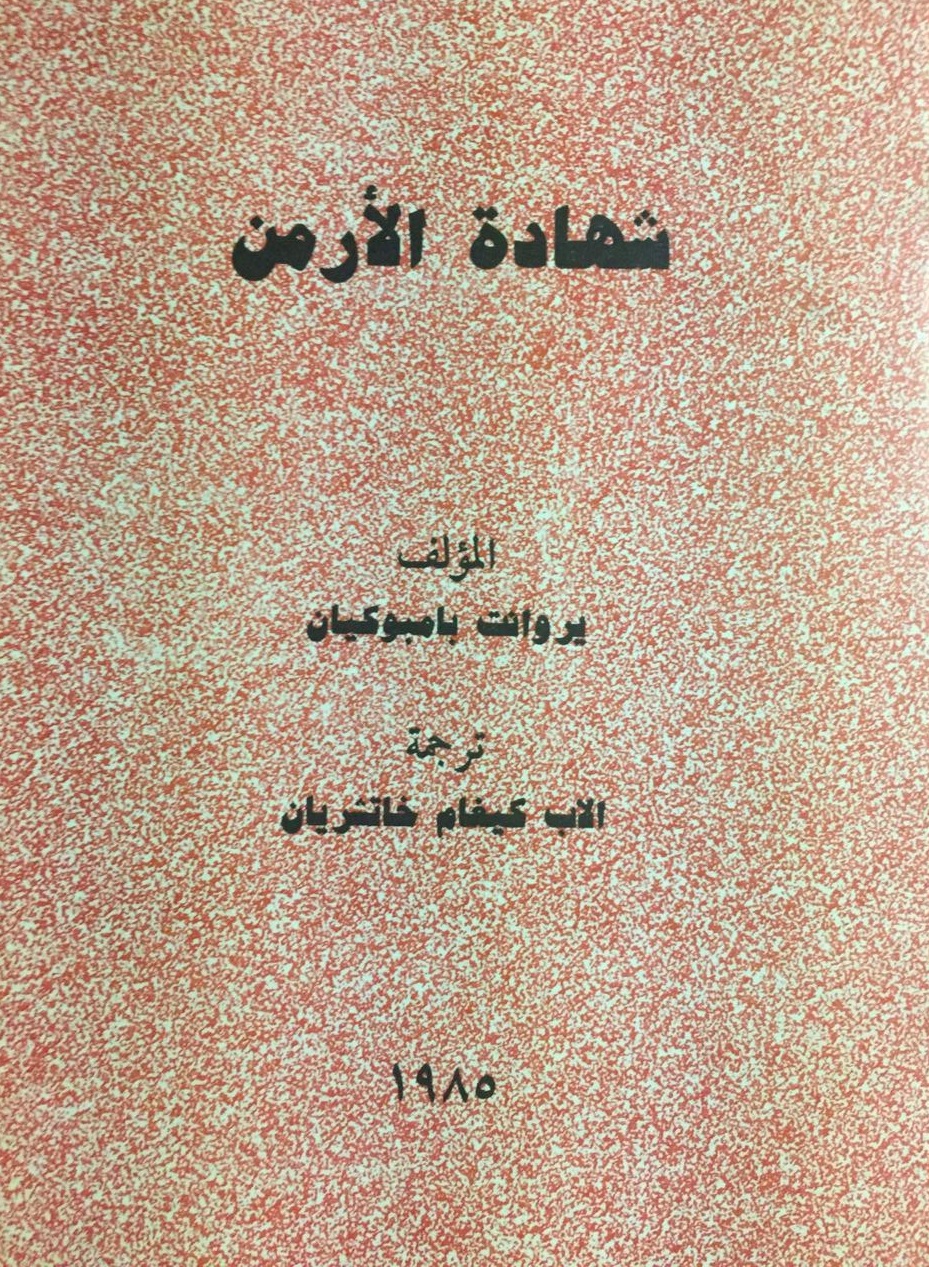 شهادة الأرمن
المؤلف
يروانت بامبوكيان
ترجمة
الاب كيغام خاتشريان
١٩٨٥